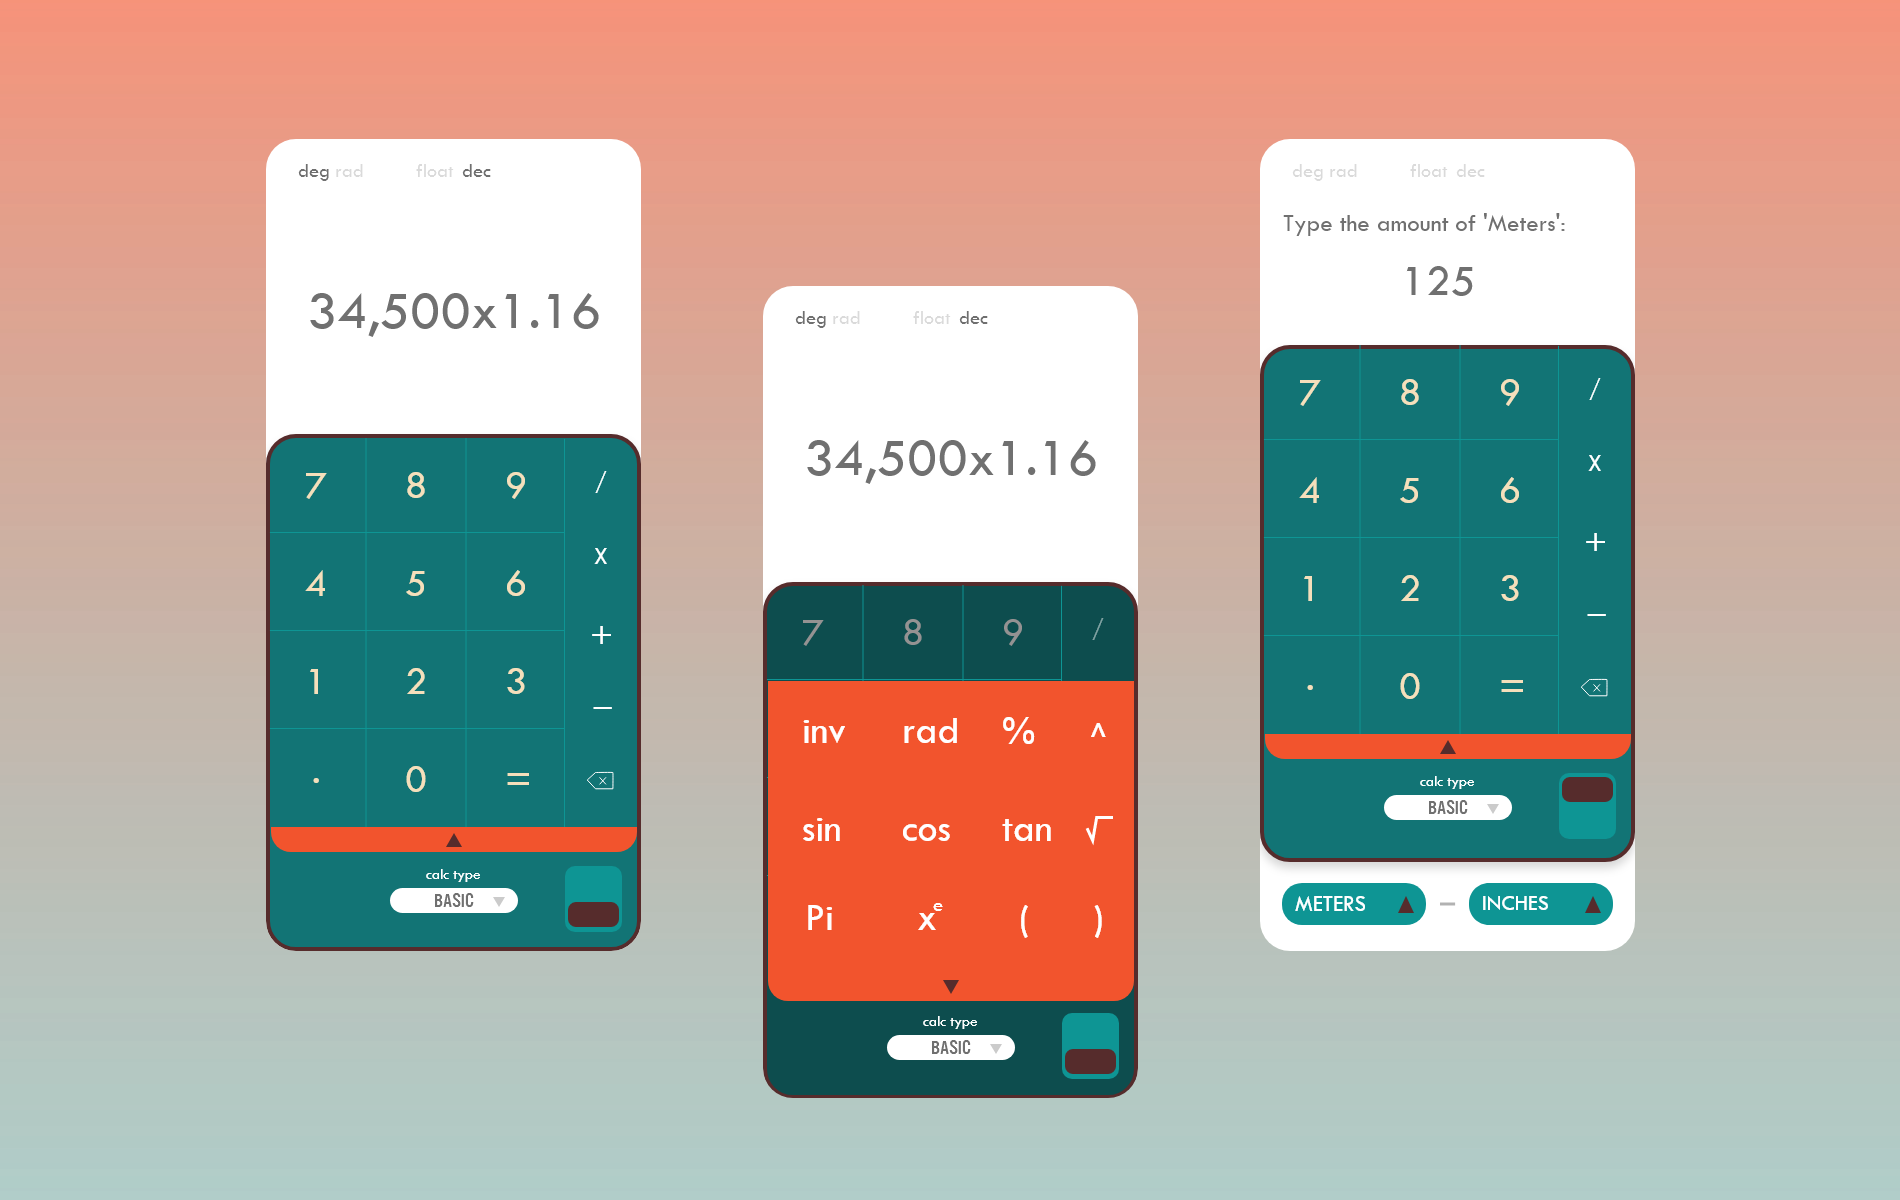 deg rad float dec
34,500x1.16
7 8 9 /
4 5 6 x
1 2 3 +
. 0 = −
calc type
BASIC
deg rad float dec
34,500x1.16
7 8 9 /
inv rad % ^
sin cos tan √
Pi xᵉ ( )
calc type
BASIC
deg rad float dec
Type the amount of 'Meters':
125
7 8 9 /
4 5 6 x
1 2 3 +
. 0 = −
calc type
BASIC
METERS – INCHES